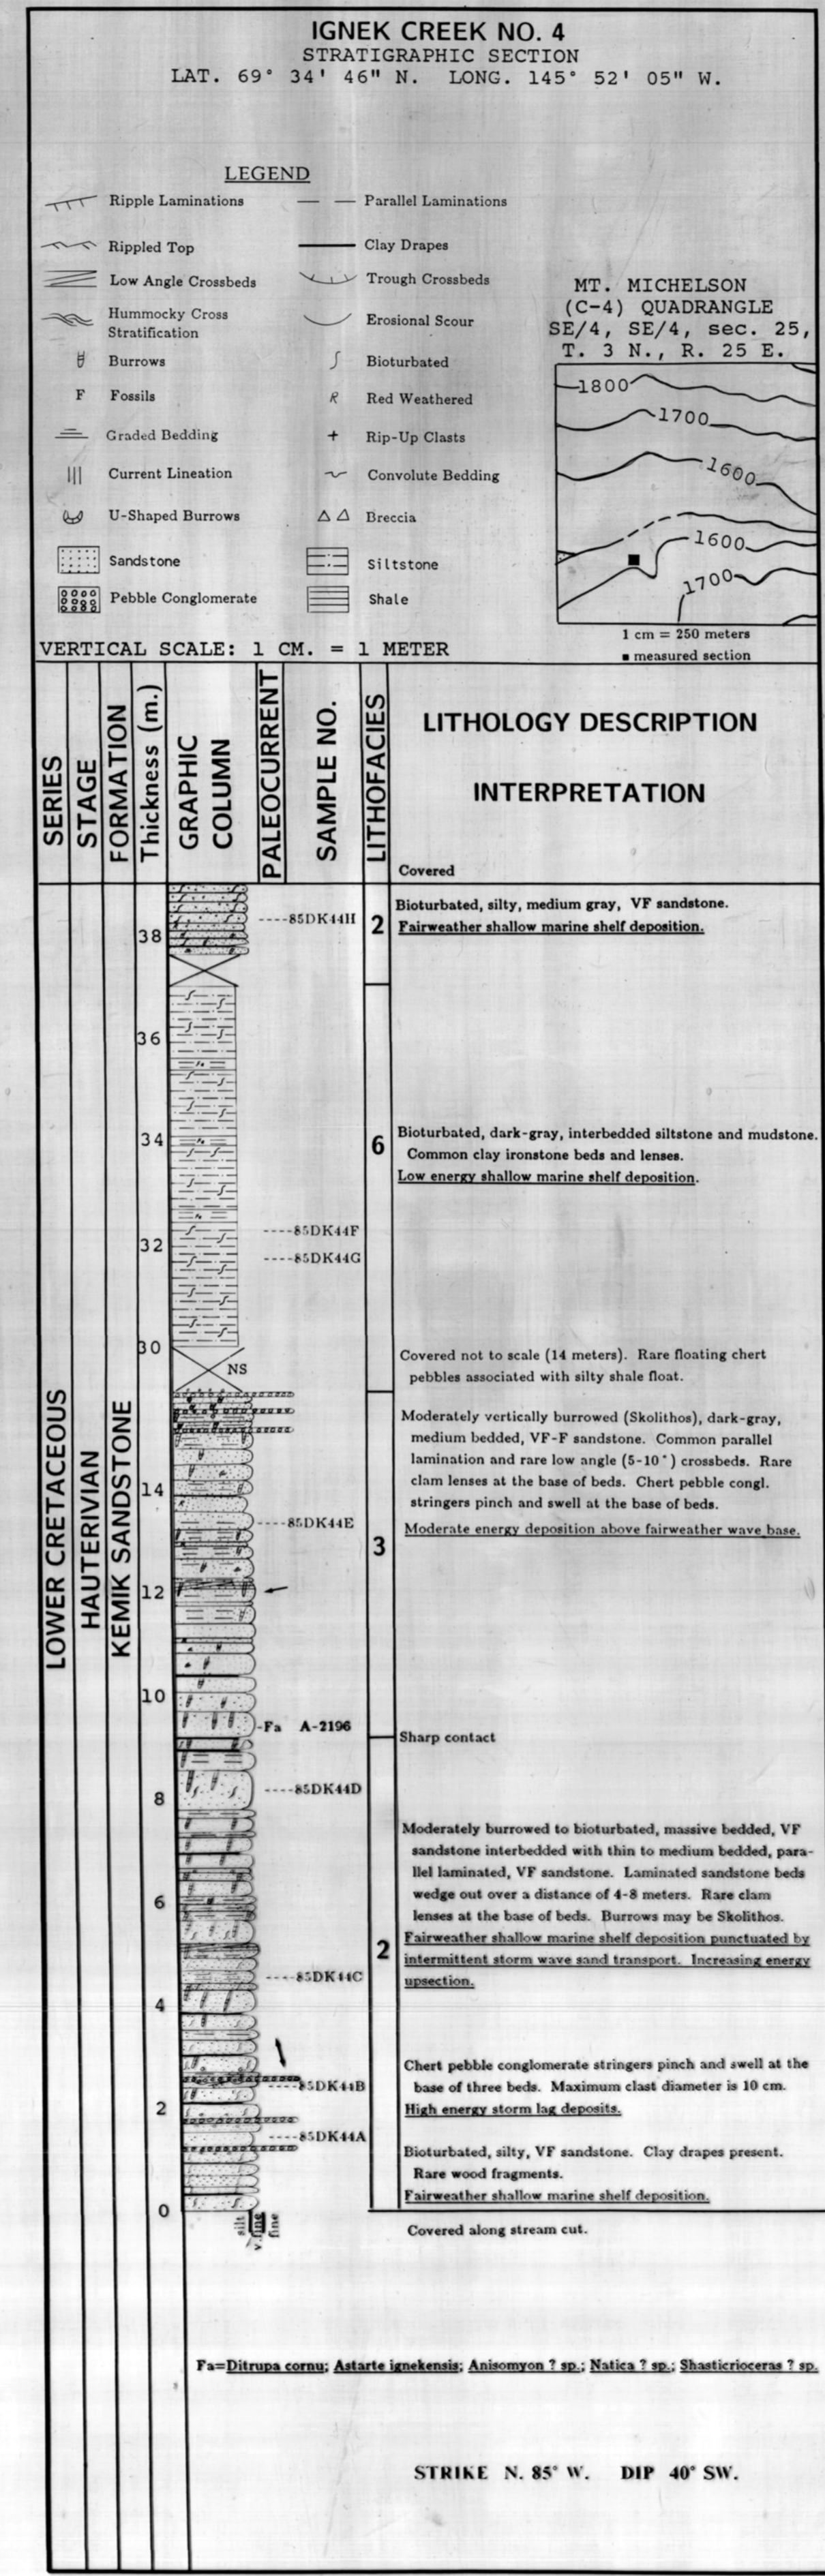 IGNEK CREEK NO. 4
STRATIGRAPHIC SECTION
LAT. 69° 34' 46" N. LONG. 145° 52' 05" W.
LEGEND
Ripple Laminations
Parallel Laminations
Rippled Top
Clay Drapes
Low Angle Crossbeds
Trough Crossbeds
Hummocky Cross
Stratification
Erosional Scour
Burrows
Bioturbated
F Fossils
R Red Weathered
Graded Bedding
Rip-Up Clasts
Current Lineation
Convolute Bedding
U-Shaped Burrows
Breccia
Sandstone
Siltstone
Pebble Conglomerate
Shale
MT. MICHELSON
(C-4) QUADRANGLE
SE/4, SE/4, sec. 25,
T. 3 N., R. 25 E.
1800
1700
1600
1600
1700
1 cm = 250 meters
■ measured section
VERTICAL SCALE: 1 CM. = 1 METER
SERIES
STAGE
FORMATION
Thickness (m.)
GRAPHIC
COLUMN
PALEOCURRENT
SAMPLE NO.
LITHOFACIES
LITHOLOGY DESCRIPTION
INTERPRETATION
Covered
LOWER CRETACEOUS
HAUTERIVIAN
KEMIK SANDSTONE
38
36
34
32
30
14
12
10
8
6
4
2
0
NS
silt
v.fine
fine
----85DK44H
----85DK44F
----85DK44G
----85DK44E
-Fa A-2196
----85DK44D
----85DK44C
----85DK44B
----85DK44A
2
6
3
2
Bioturbated, silty, medium gray, VF sandstone.
Fairweather shallow marine shelf deposition.
Bioturbated, dark-gray, interbedded siltstone and mudstone.
Common clay ironstone beds and lenses.
Low energy shallow marine shelf deposition.
Covered not to scale (14 meters). Rare floating chert
pebbles associated with silty shale float.
Moderately vertically burrowed (Skolithos), dark-gray,
medium bedded, VF-F sandstone. Common parallel
lamination and rare low angle (5-10°) crossbeds. Rare
clam lenses at the base of beds. Chert pebble congl.
stringers pinch and swell at the base of beds.
Moderate energy deposition above fairweather wave base.
Sharp contact
Moderately burrowed to bioturbated, massive bedded, VF
sandstone interbedded with thin to medium bedded, para-
llel laminated, VF sandstone. Laminated sandstone beds
wedge out over a distance of 4-8 meters. Rare clam
lenses at the base of beds. Burrows may be Skolithos.
Fairweather shallow marine shelf deposition punctuated by
intermittent storm wave sand transport. Increasing energy
upsection.
Chert pebble conglomerate stringers pinch and swell at the
base of three beds. Maximum clast diameter is 10 cm.
High energy storm lag deposits.
Bioturbated, silty, VF sandstone. Clay drapes present.
Rare wood fragments.
Fairweather shallow marine shelf deposition.
Covered along stream cut.
Fa=Ditrupa cornu; Astarte ignekensis; Anisomyon ? sp.; Natica ? sp.; Shasticrioceras ? sp.
STRIKE N. 85° W. DIP 40° SW.